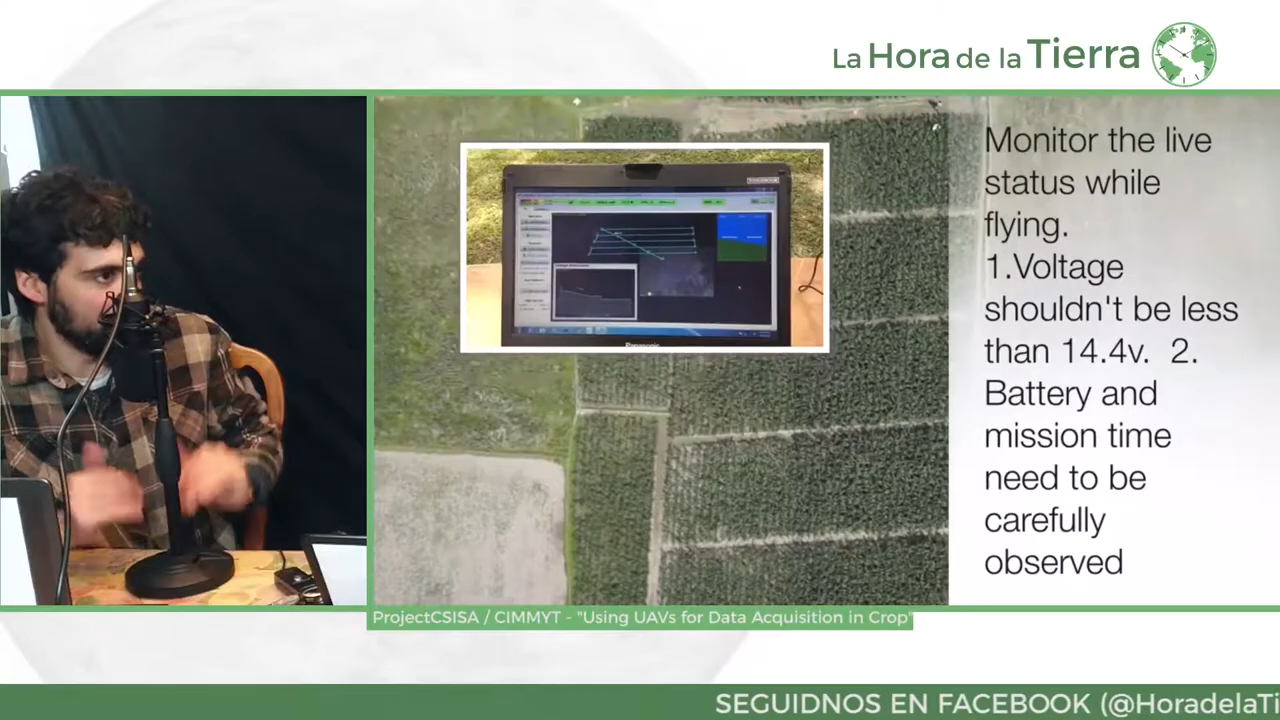 La Hora de la Tierra
Monitor the live
status while
flying.
1.Voltage
shouldn't be less
than 14.4v.  2.
Battery and
mission time
need to be
carefully
observed
Panasonic
ProjectCSISA / CIMMYT - "Using UAVs for Data Acquisition in Crop"
SEGUIDNOS EN FACEBOOK (@HoradelaTi